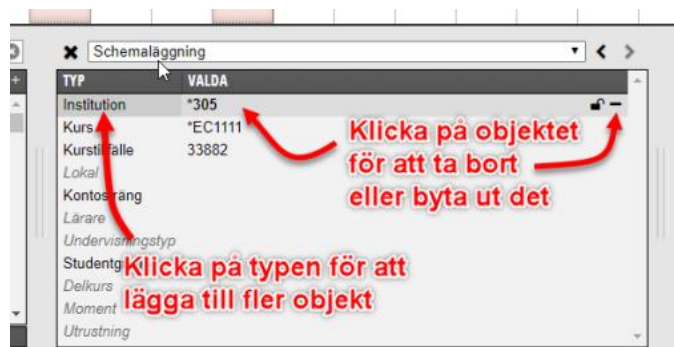 Schemaläggning
TYP VALDA
Institution *305
Kurs *EC1111
Kurstillfälle 33882
Lokal
Kontosträng
Lärare
Undervisningstyp
Delkurs
Moment
Utrustning
Klicka på objektet
för att ta bort
eller byta ut det
Klicka på typen för att
lägga till fler objekt